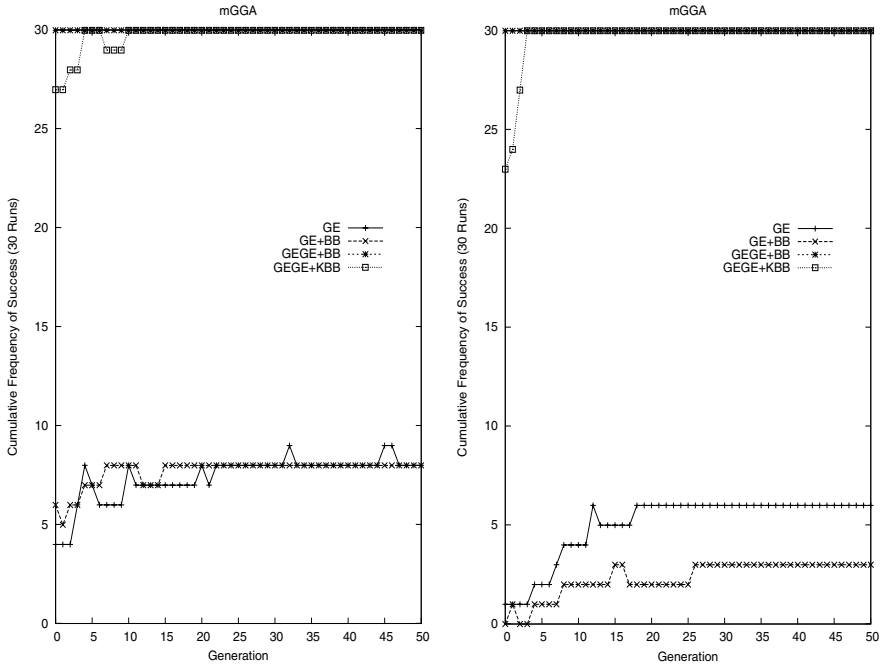 mGGA
Cumulative Frequency of Success (30 Runs)
30
25
20
15
10
5
0
GE
GE+BB
GEGE+BB
GEGE+KBB
0 5 10 15 20 25 30 35 40 45 50
Generation
mGGA
Cumulative Frequency of Success (30 Runs)
30
25
20
15
10
5
0
GE
GE+BB
GEGE+BB
GEGE+KBB
0 5 10 15 20 25 30 35 40 45 50
Generation